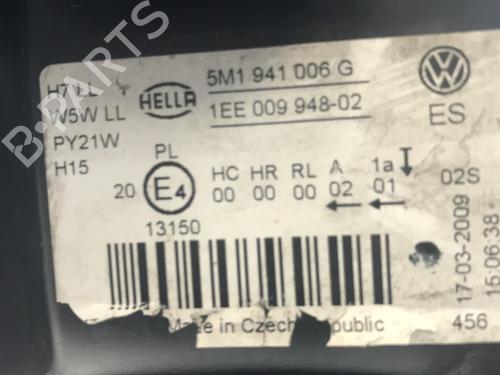 H7 LL
W5W LL
PY21W
H15
HELLA
5M1 941 006 G
1EE 009 948-02
ES
PL
20
E4
13150
HC HR RL A 1a
00 00 00 02 01
02S
17-03-2009
15:06:38
in Czech Republic
456
B-PARTS